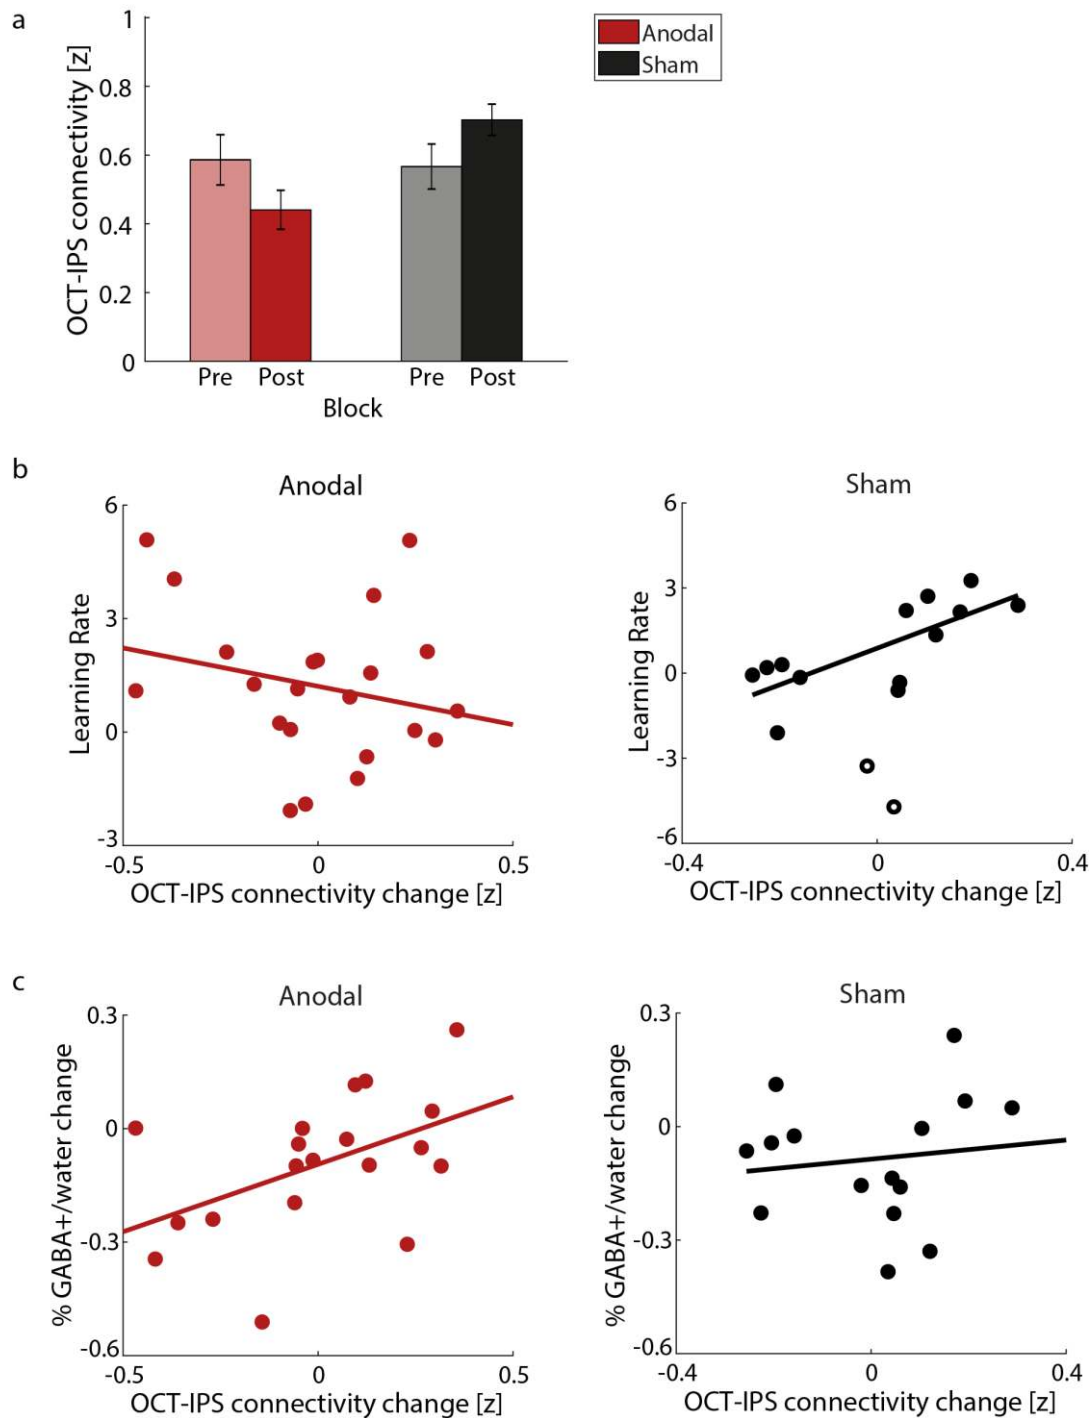 a
OCT-IPS connectivity [z]
1
0.8
0.6
0.4
0.2
0
Pre Post Pre Post
Block
Anodal
Sham
b
Anodal
Learning Rate
6
3
0
-3
-0.5 0 0.5
OCT-IPS connectivity change [z]
Sham
Learning Rate
6
3
0
-3
-6
-0.4 0 0.4
OCT-IPS connectivity change [z]
c
Anodal
% GABA+/water change
0.3
0
-0.3
-0.6
-0.5 0 0.5
OCT-IPS connectivity change [z]
Sham
% GABA+/water change
0.3
0
-0.3
-0.6
-0.4 0 0.4
OCT-IPS connectivity change [z]